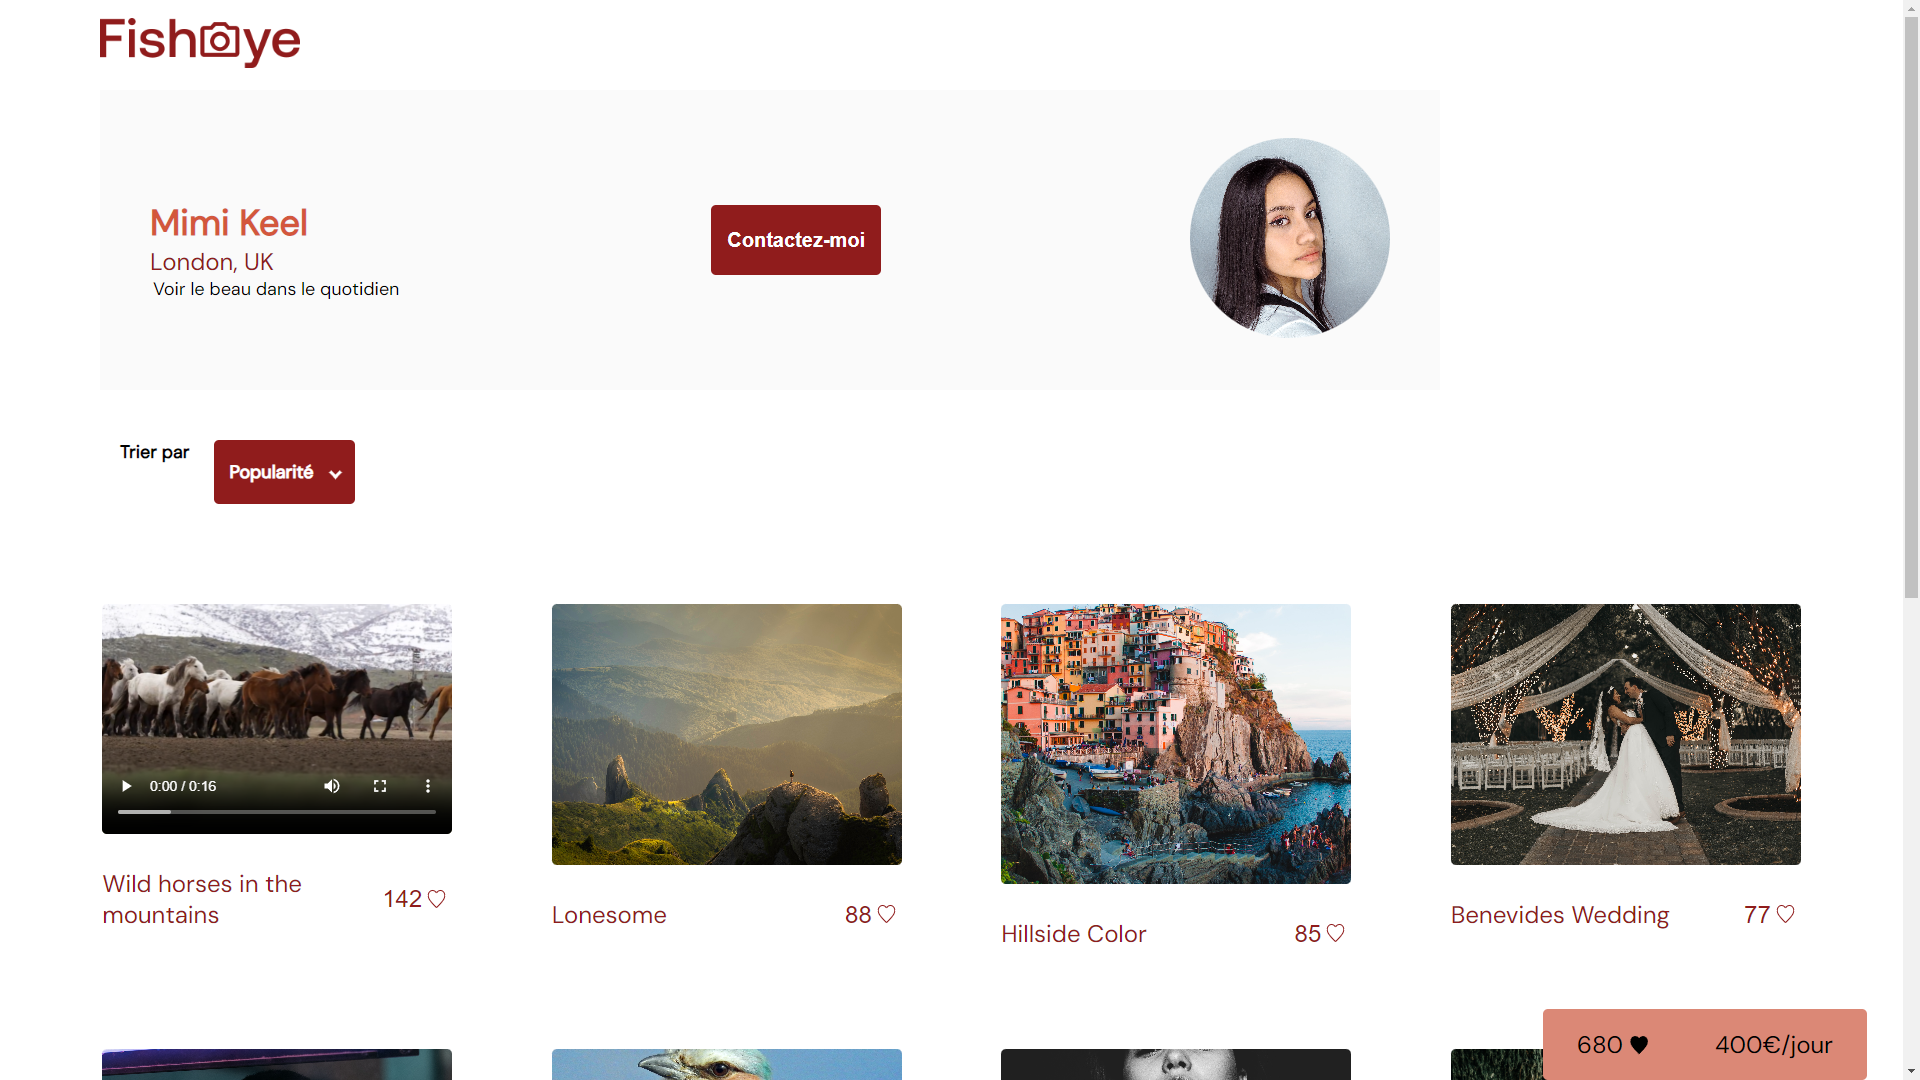 Fisheye
Mimi Keel
London, UK
Voir le beau dans le quotidien
Contactez-moi
Trier par
Popularité
0:00 / 0:16
Wild horses in the
mountains
142 ♡
Lonesome
88 ♡
Hillside Color
85 ♡
Benevides Wedding
77 ♡
680 ♥
400€/jour